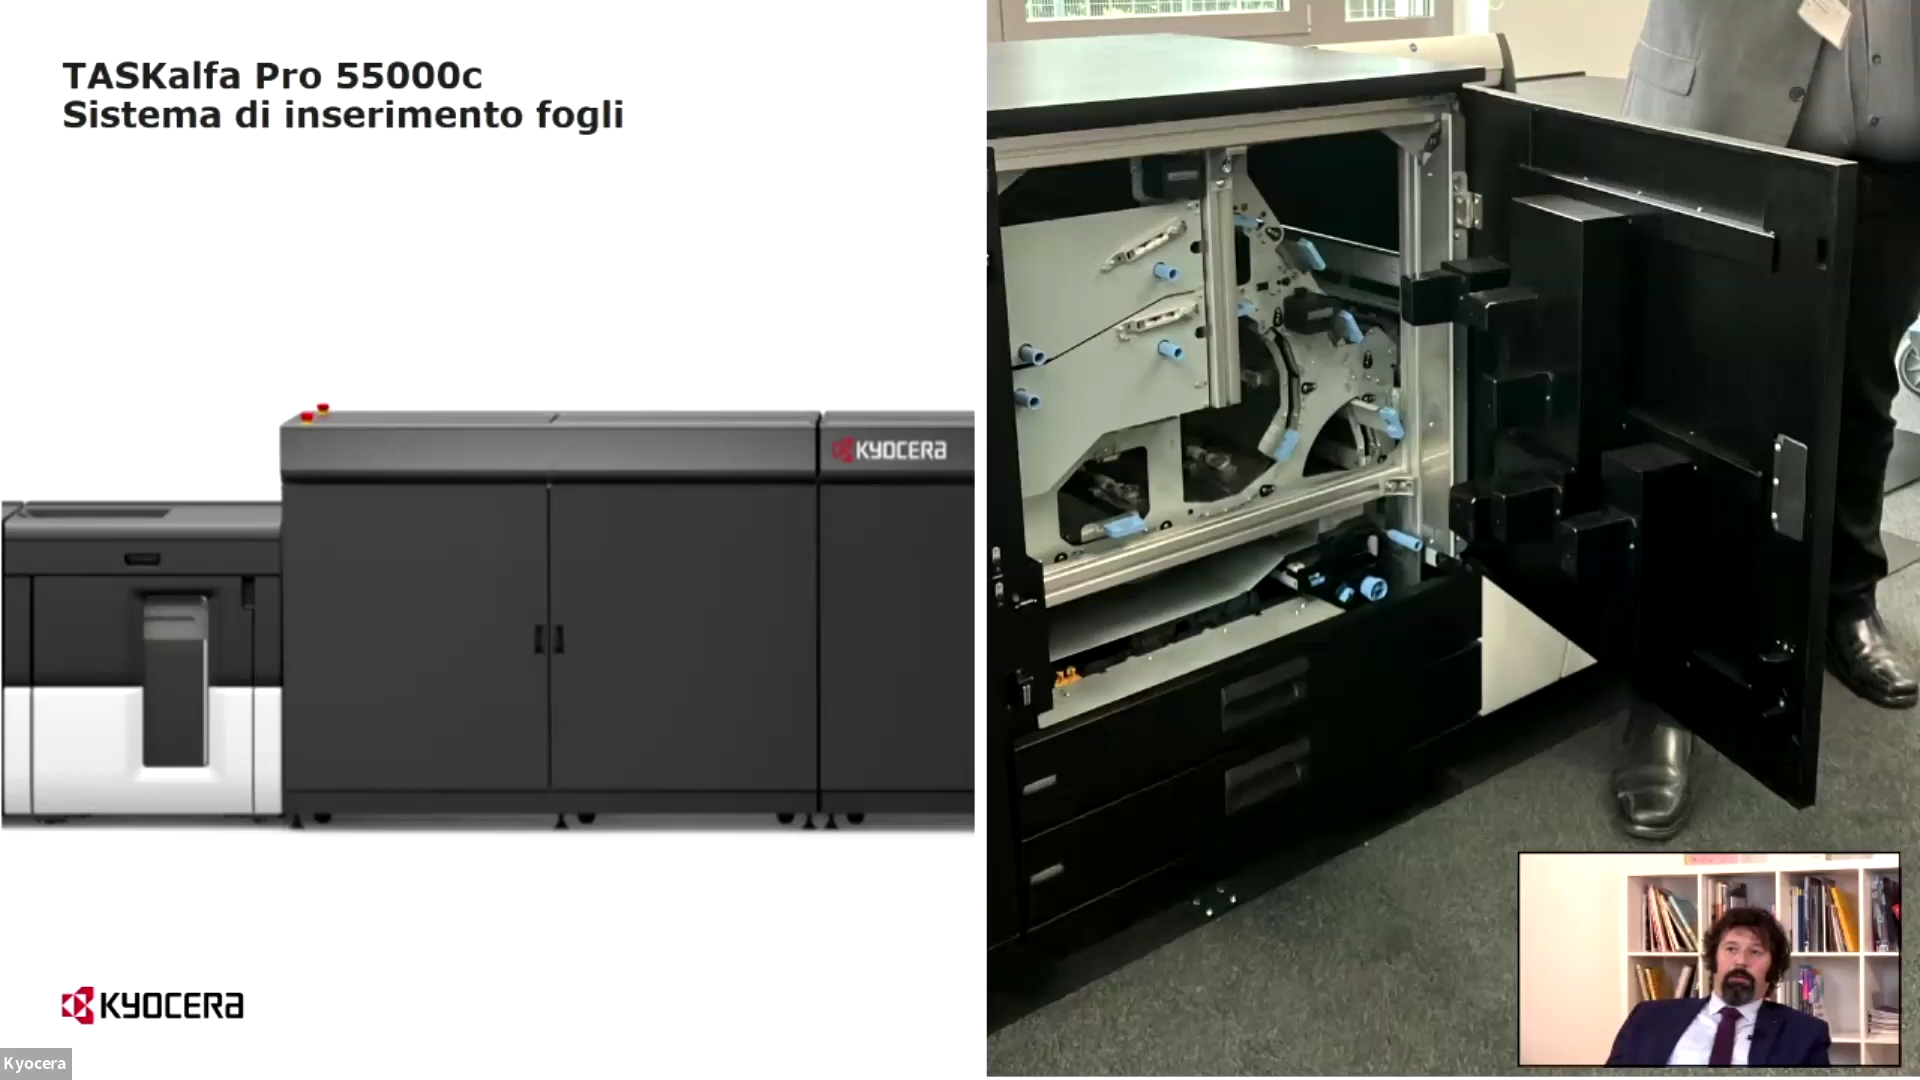 TASKalfa Pro 55000c
Sistema di inserimento fogli
KYOCERA
KYOCERA
Kyocera